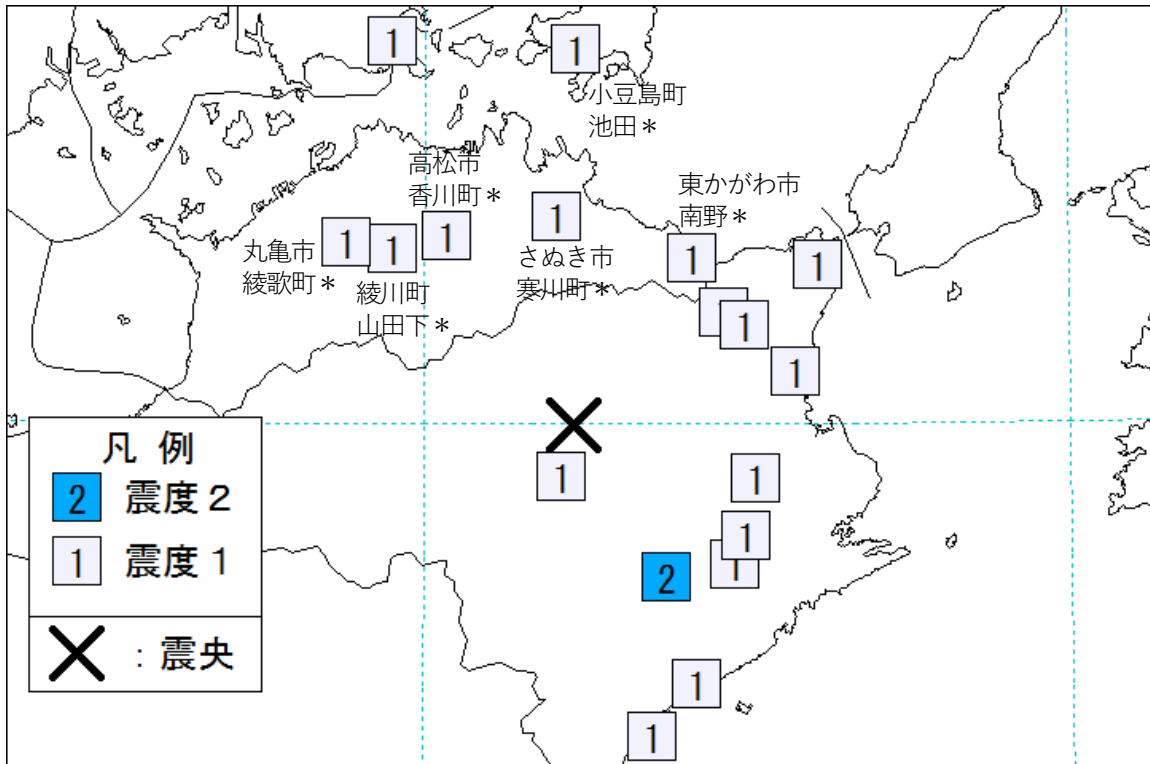 1
1
小豆島町
池田＊
高松市
香川町＊
東かがわ市
南野＊
1
1
1
1
丸亀市
綾歌町＊
綾川町
山田下＊
さぬき市
寒川町＊
1
1
1
1
1
凡 例
2 震度２
1 震度１
：震央
1
1
1
1
2
1
1